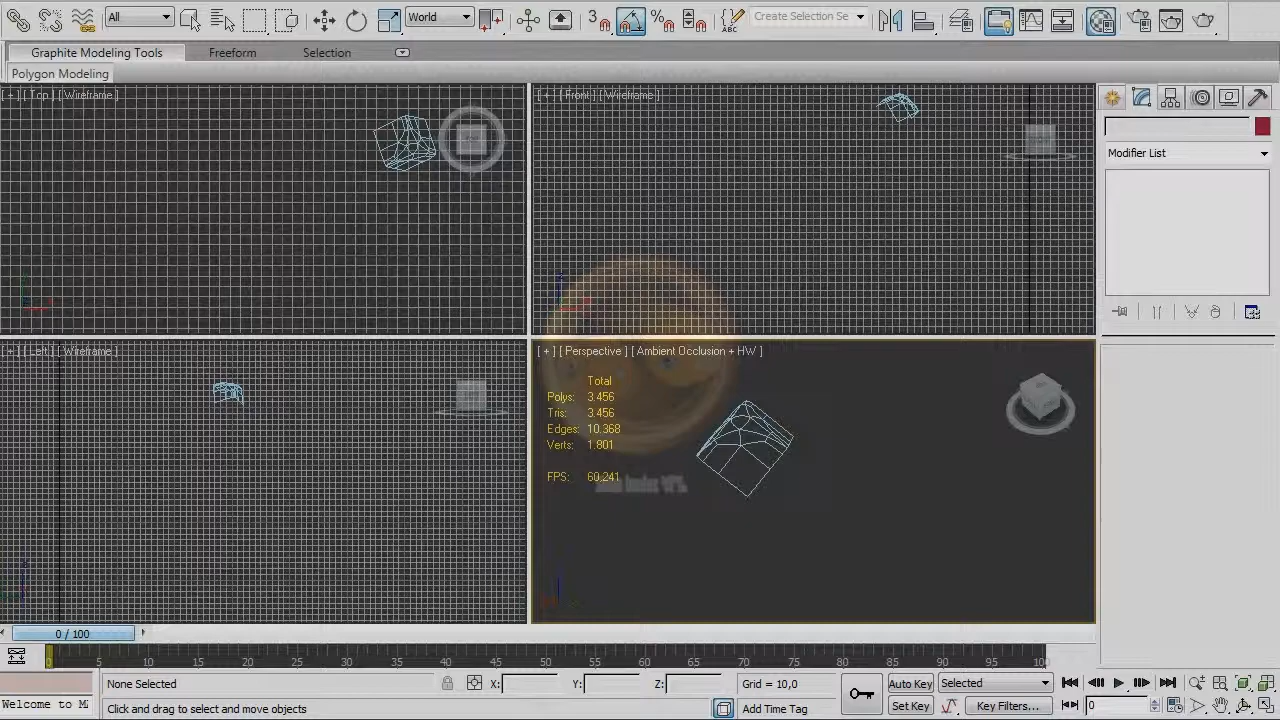 All
World
3
%
ABC
Create Selection Se
Graphite Modeling Tools
Freeform
Selection
Polygon Modeling
[ + ] [ Top ] [ Wireframe ]
[ + ] [ Front ] [ Wireframe ]
Modifier List
[ + ] [ Left ] [ Wireframe ]
[ + ] [ Perspective ] [ Ambient Occlusion + HW ]
Total
Polys: 3.456
Tris: 3.456
Edges: 10.368
Verts: 1.801
FPS: 60,241
0 / 100
0 5 10 15 20 25 30 35 40 45 50 55 60 65 70 75 80 85 90 95 100
None Selected
X:
Y:
Z:
Grid = 10,0
Auto Key
Selected
Welcome to M
Click and drag to select and move objects
Add Time Tag
Set Key
Key Filters...
0